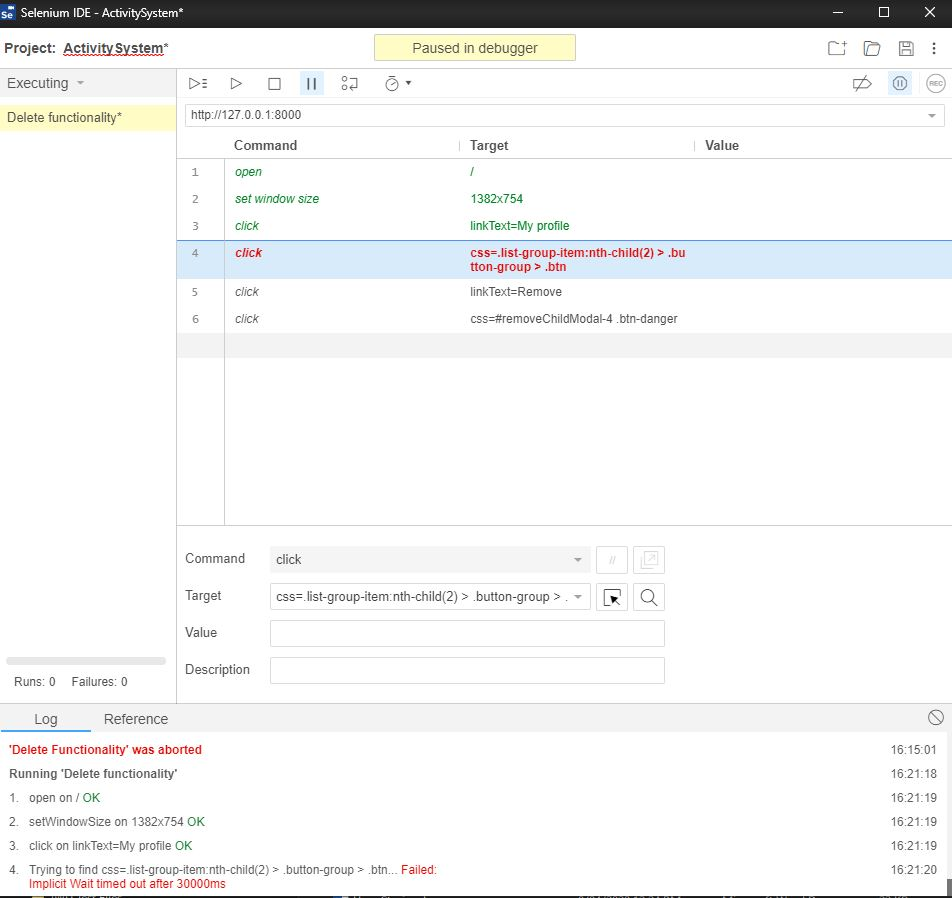 Selenium IDE - ActivitySystem*
Project: ActivitySystem*
Paused in debugger
Executing
REC
Delete functionality*
http://127.0.0.1:8000
Command Target Value
1 open /
2 set window size 1382x754
3 click linkText=My profile
4 click css=.list-group-item:nth-child(2) > .bu
tton-group > .btn
5 click linkText=Remove
6 click css=#removeChildModal-4 .btn-danger
Command click //
Target css=.list-group-item:nth-child(2) > .button-group > .
Value
Description
Runs: 0 Failures: 0
Log Reference
'Delete Functionality' was aborted 16:15:01
Running 'Delete functionality' 16:21:18
1. open on / OK 16:21:19
2. setWindowSize on 1382x754 OK 16:21:19
3. click on linkText=My profile OK 16:21:19
4. Trying to find css=.list-group-item:nth-child(2) > .button-group > .btn... Failed: 16:21:20
Implicit Wait timed out after 30000ms